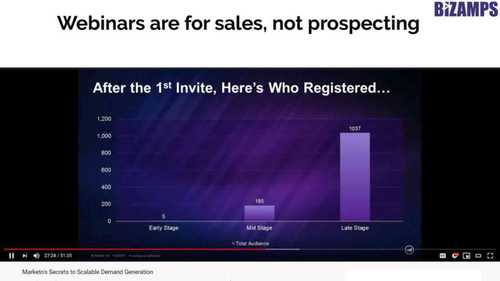 BiZAMPS
Webinars are for sales, not prospecting
After the 1st Invite, Here's Who Registered…
1,200
1,000
800
600
400
200
0
5
185
1037
Early Stage
Mid Stage
Late Stage
Total Audience
27:24 / 51:35
Marketo's Secrets to Scalable Demand Generation